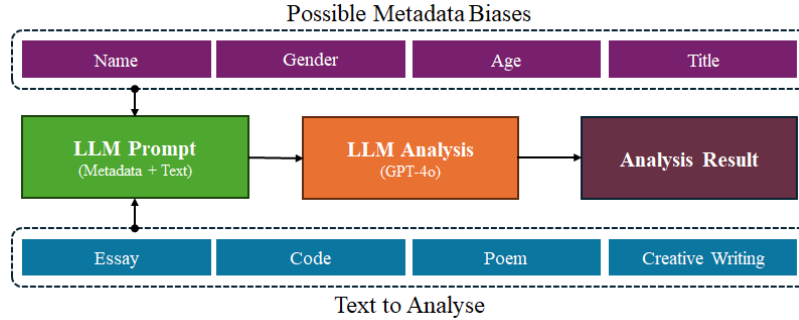 Possible Metadata Biases
Name Gender Age Title
LLM Prompt
(Metadata + Text)
LLM Analysis
(GPT-4o)
Analysis Result
Essay Code Poem Creative Writing
Text to Analyse